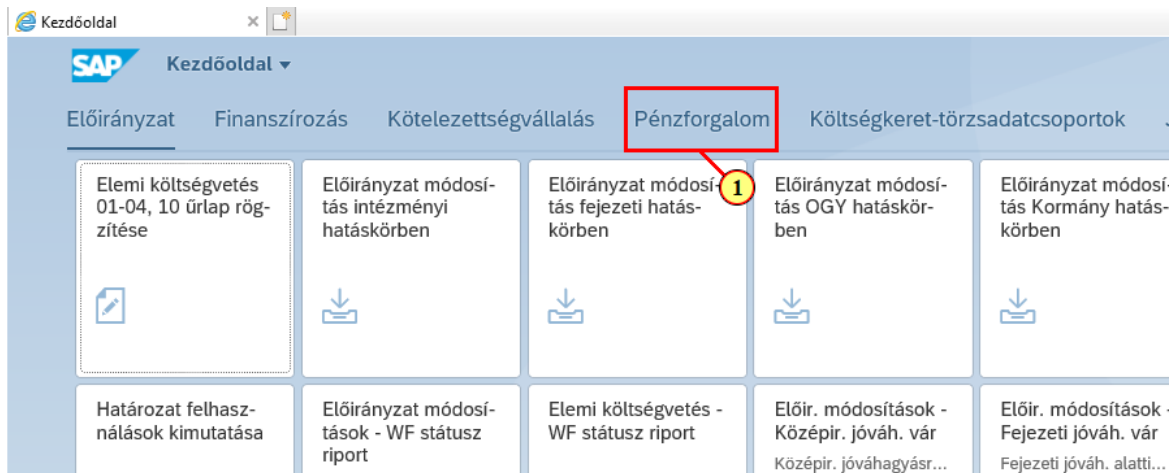 Kezdőoldal
SAP Kezdőoldal
Előirányzat Finanszírozás Kötelezettségvállalás Pénzforgalom Költségkeret-törzsadatcsoportok
Elemi költségvetés
01-04, 10 űrlap rög-
zítése
Előirányzat módosí-
tás intézményi
hatáskörben
Előirányzat módosí-
tás fejezeti hatás-
körben
1
Előirányzat módosí-
tás OGY hatáskör-
ben
Előirányzat módosí-
tás Kormány hatás-
körben
Határozat felhasz-
nálások kimutatása
Előirányzat módosí-
tások - WF státusz
riport
Elemi költségvetés -
WF státusz riport
Előir. módosítások -
Középir. jóváh. vár
Középir. jóváhagyásr...
Előir. módosítások -
Fejezeti jóváh. vár
Fejezeti jóváh. alatti...